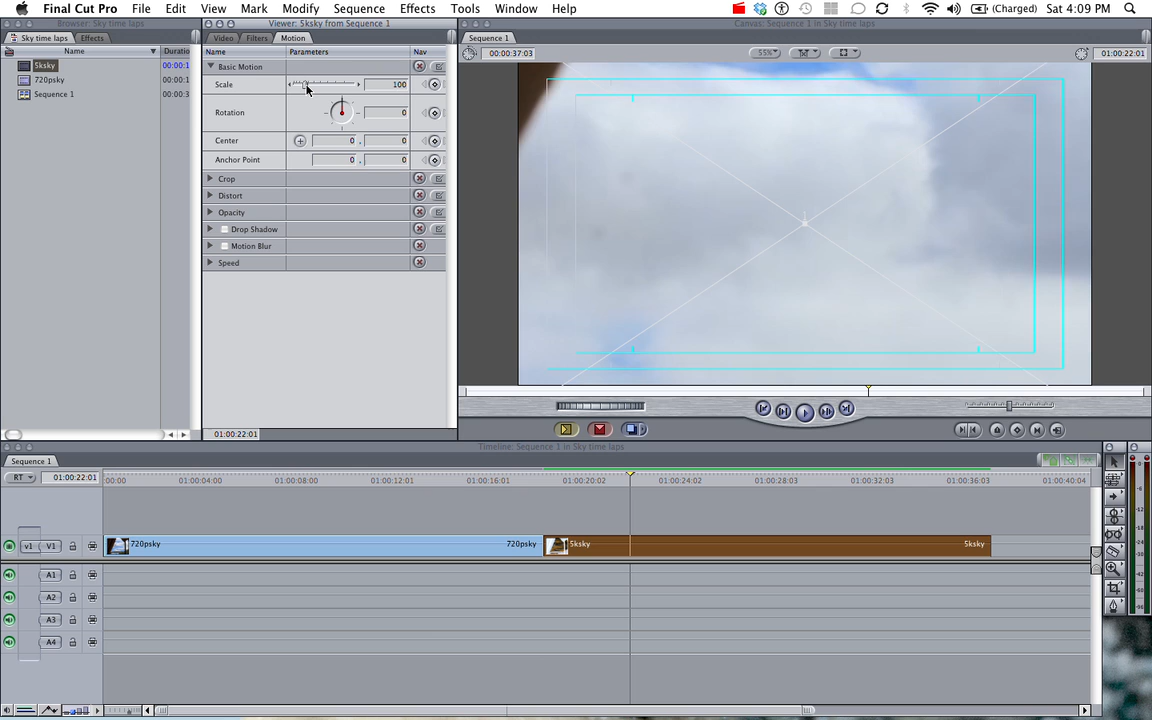 Final Cut Pro File Edit View Mark Modify Sequence Effects Tools Window Help (Charged) Sat 4:09 PM
Browser: Sky time laps
Viewer: 5ksky from Sequence 1
Canvas: Sequence 1 in Sky time laps
Sky time laps Effects
Video Filters Motion
Sequence 1
Name Duratio
5ksky 00:00:1
720psky 00:00:1
Sequence 1 00:00:3
Name Parameters Nav
Basic Motion
Scale 100
Rotation 0
Center 0 , 0
Anchor Point 0 , 0
Crop
Distort
Opacity
Drop Shadow
Motion Blur
Speed
01:00:22:01
00:00:37:03 55% 01:00:22:01
Timeline: Sequence 1 in Sky time laps
Sequence 1
RT 01:00:22:01 :00:00 01:00:04:00 01:00:08:00 01:00:12:01 01:00:16:01 01:00:20:02 01:00:24:02 01:00:28:03 01:00:32:03 01:00:36:03 01:00:40:04
v1 V1 720psky 720psky 5ksky 5ksky
A1
A2
A3
A4